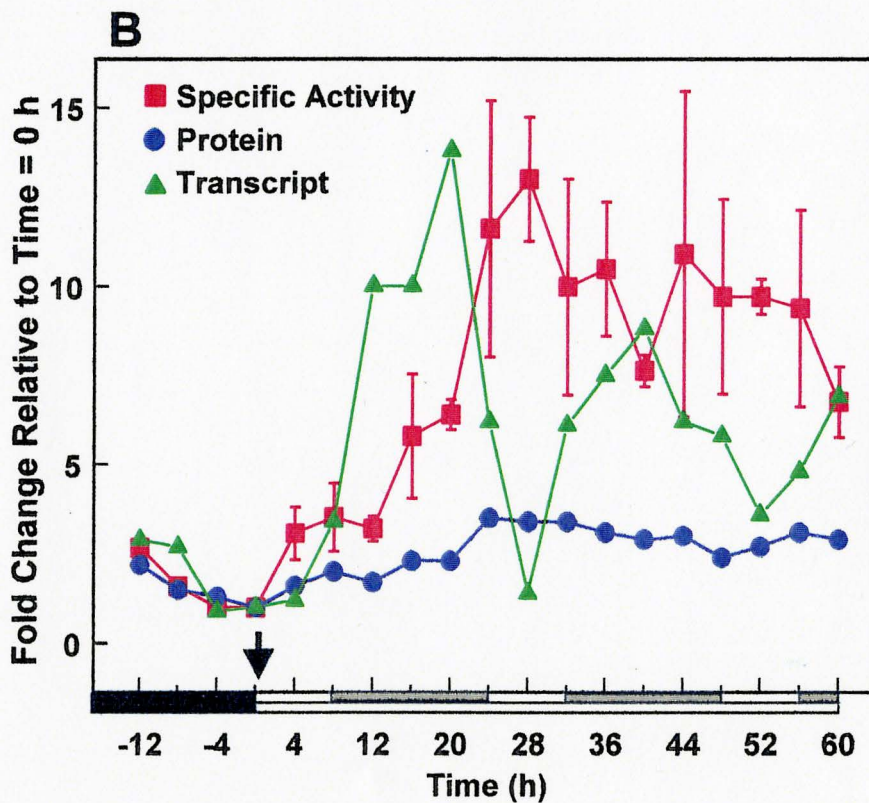 B
Specific Activity
Protein
Transcript
Fold Change Relative to Time = 0 h
15
10
5
0
-12 -4 4 12 20 28 36 44 52 60
Time (h)